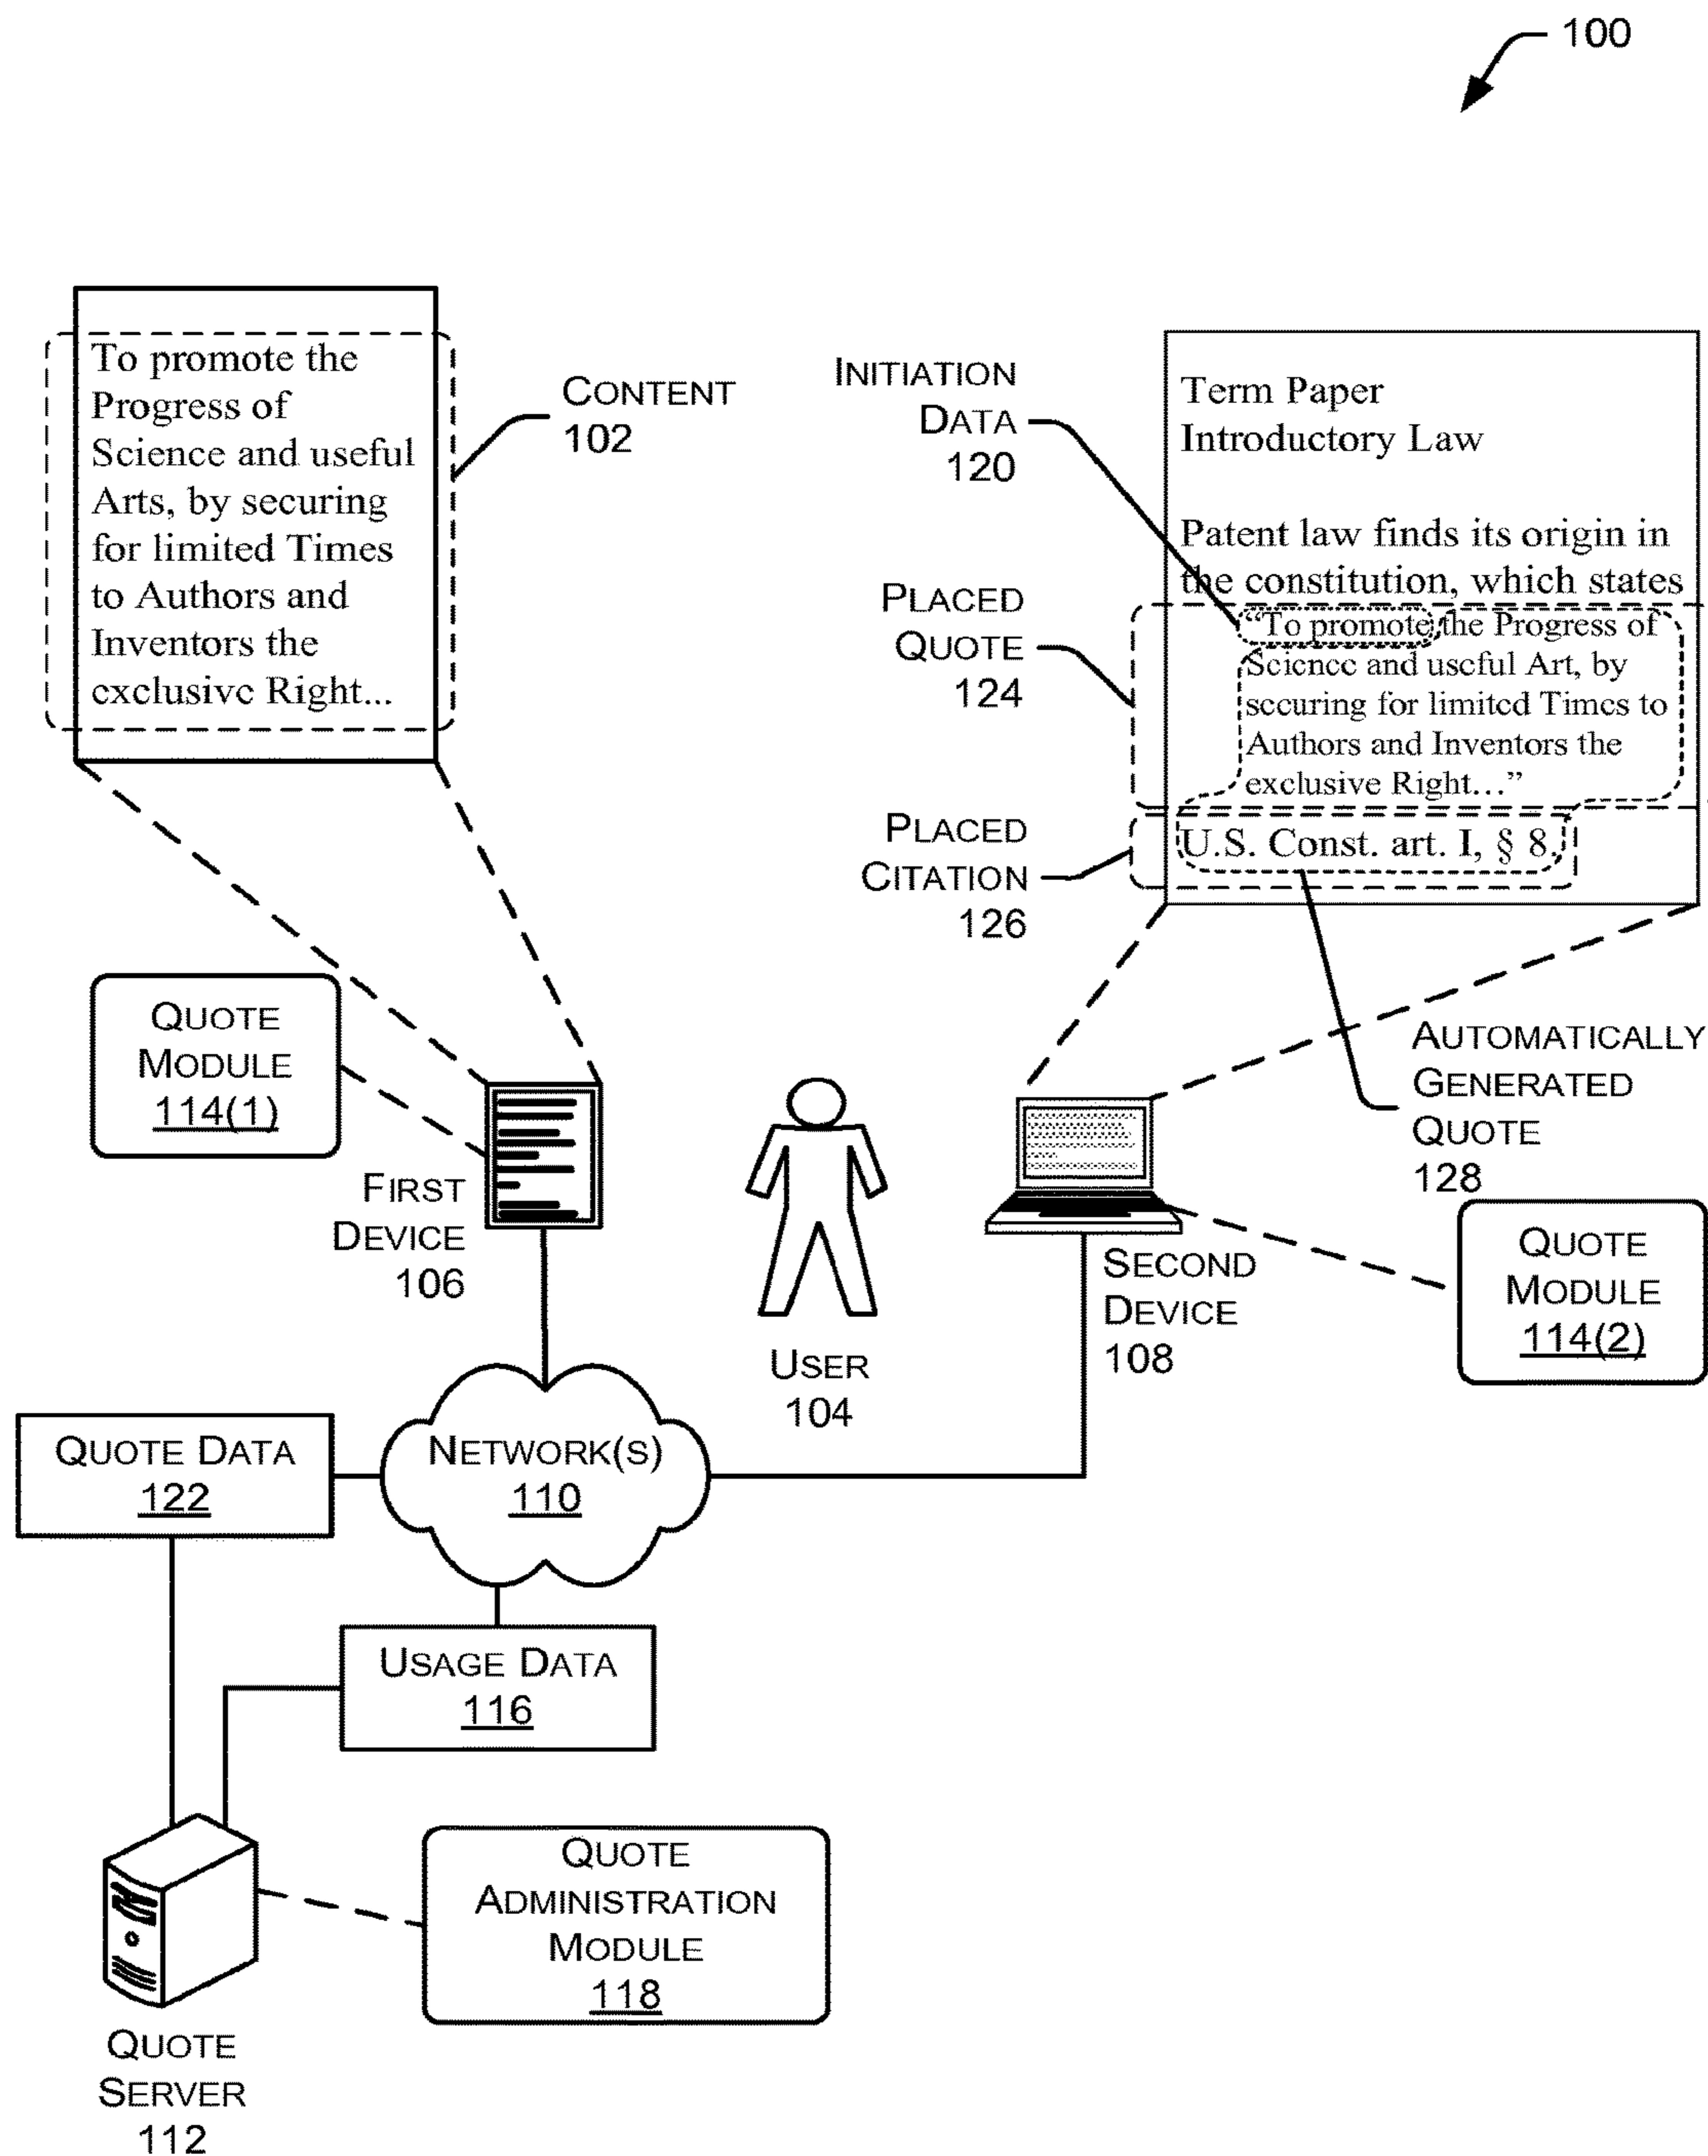 100
To promote the
Progress of
Science and useful
Arts, by securing
for limited Times
to Authors and
Inventors the
exclusive Right...
CONTENT
102
INITIATION
DATA
120
PLACED
QUOTE
124
PLACED
CITATION
126
Term Paper
Introductory Law
Patent law finds its origin in
the constitution, which states
“To promote the Progress of
Science and useful Art, by
securing for limited Times to
Authors and Inventors the
exclusive Right…”
U.S. Const. art. I, § 8.
AUTOMATICALLY
GENERATED
QUOTE
128
QUOTE
MODULE
114(1)
FIRST
DEVICE
106
USER
104
SECOND
DEVICE
108
QUOTE
MODULE
114(2)
QUOTE DATA
122
NETWORK(S)
110
USAGE DATA
116
QUOTE
ADMINISTRATION
MODULE
118
QUOTE
SERVER
112